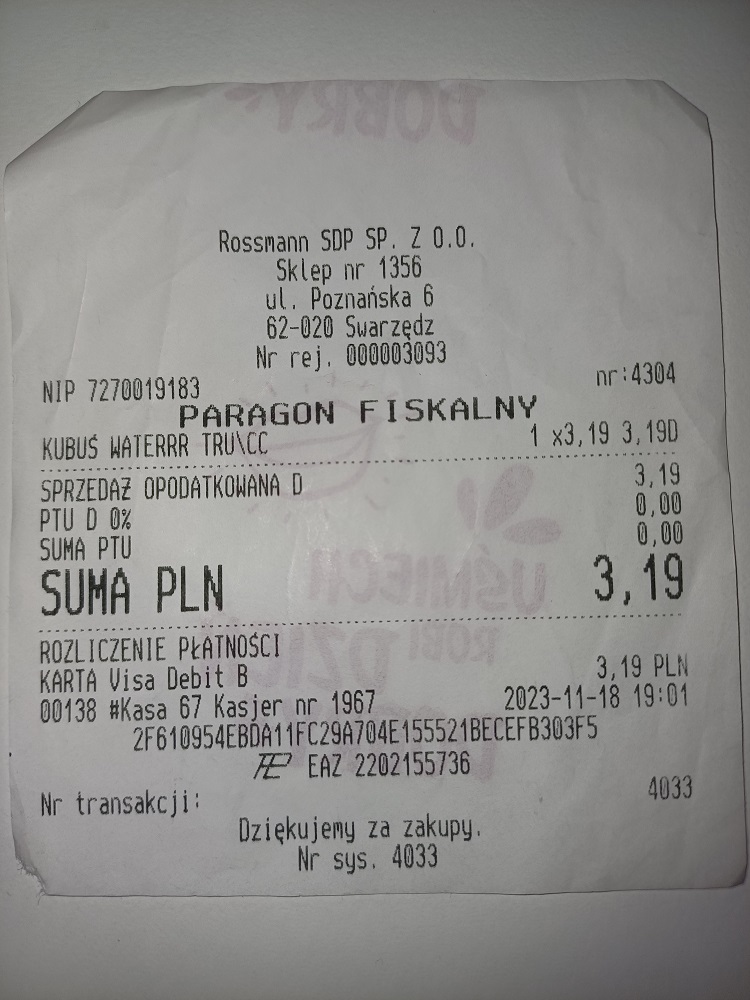 DOBRY
Rossmann SDP SP. Z O.O.
Sklep nr 1356
ul. Poznańska 6
62-020 Swarzędz
Nr rej. 000003093
NIP 7270019183 nr:4304
PARAGON FISKALNY
KUBUŚ WATERRR TRU\CC 1 x3,19 3,19D
SPRZEDAŻ OPODATKOWANA D 3,19
PTU D 0% 0,00
SUMA PTU 0,00
SUMA PLN 3,19
UŚMIECH
ROBI DZIEŃ
ROZLICZENIE PŁATNOŚCI
KARTA Visa Debit B 3,19 PLN
00138 #Kasa 67 Kasjer nr 1967 2023-11-18 19:01
2F610954EBDA11FC29A704E155521BECEFB303F5
EAZ 2202155736
Nr transakcji: 4033
Dziękujemy za zakupy.
Nr sys. 4033